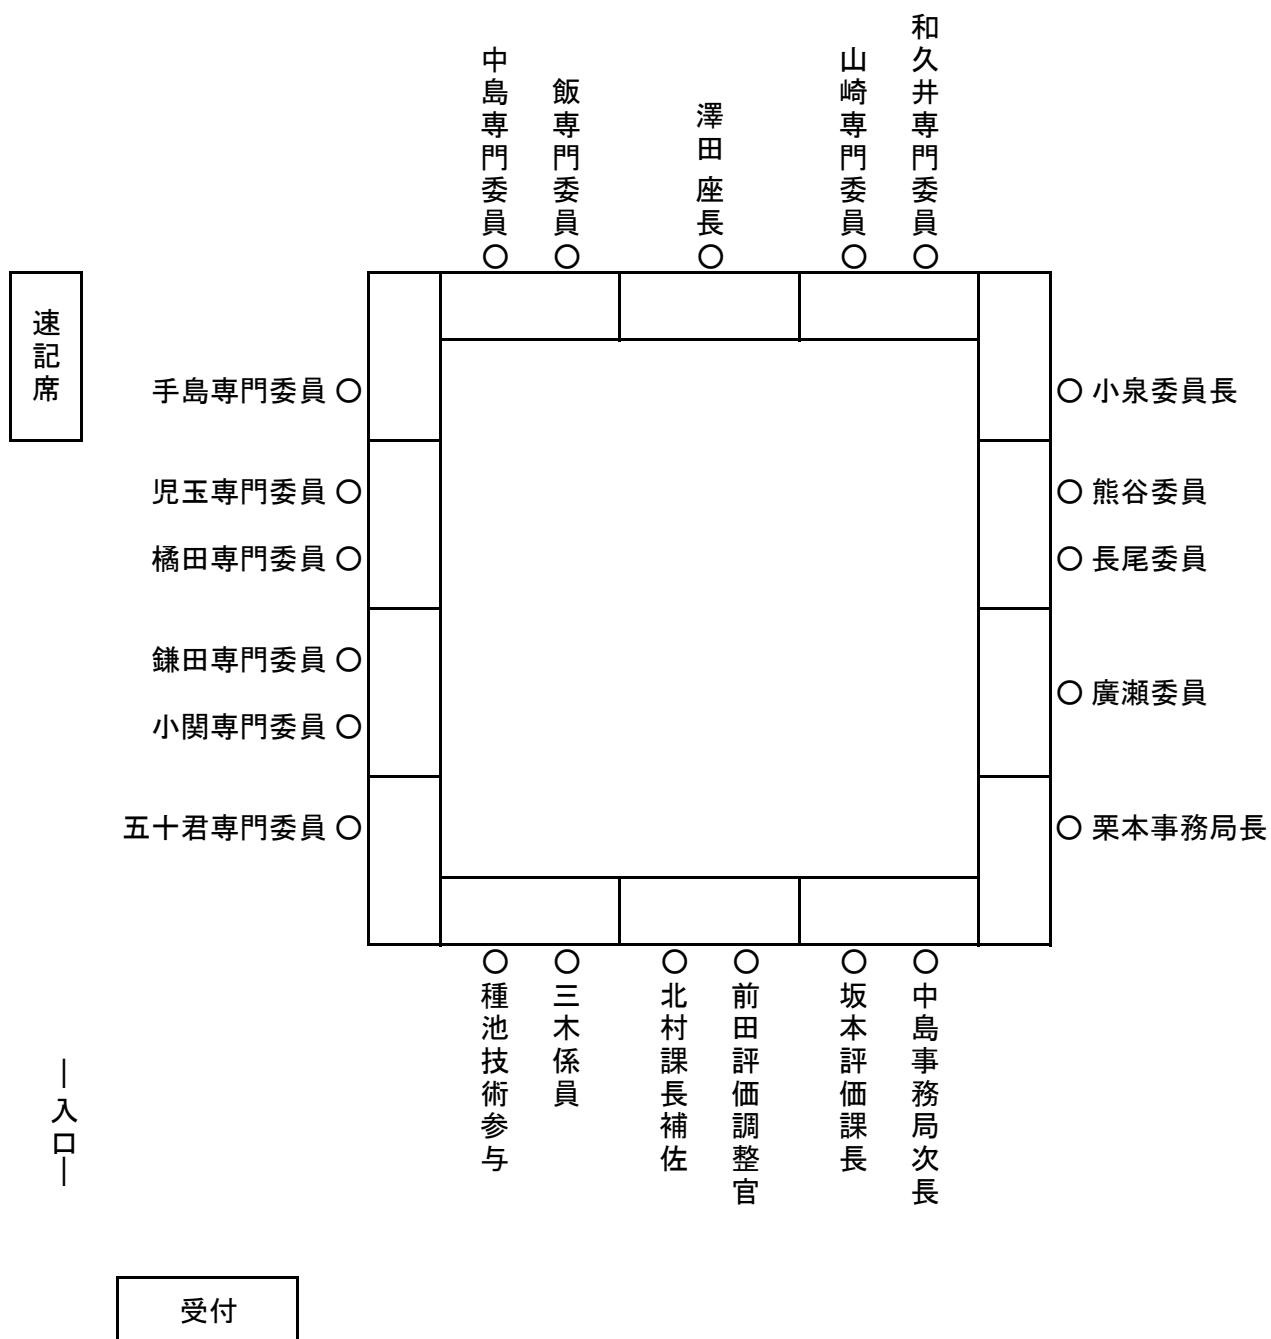 中島専門委員○
飯専門委員○
澤田 座長○
山崎専門委員○
和久井専門委員○
速記席
手島専門委員 ○
児玉専門委員 ○
橘田専門委員 ○
鎌田専門委員 ○
小関専門委員 ○
五十君専門委員 ○
○ 小泉委員長
○ 熊谷委員
○ 長尾委員
○ 廣瀬委員
○ 栗本事務局長
○種池技術参与
○三木係員
○北村課長補佐
○前田評価調整官
○坂本評価課長
○中島事務局次長
―入口―
受付